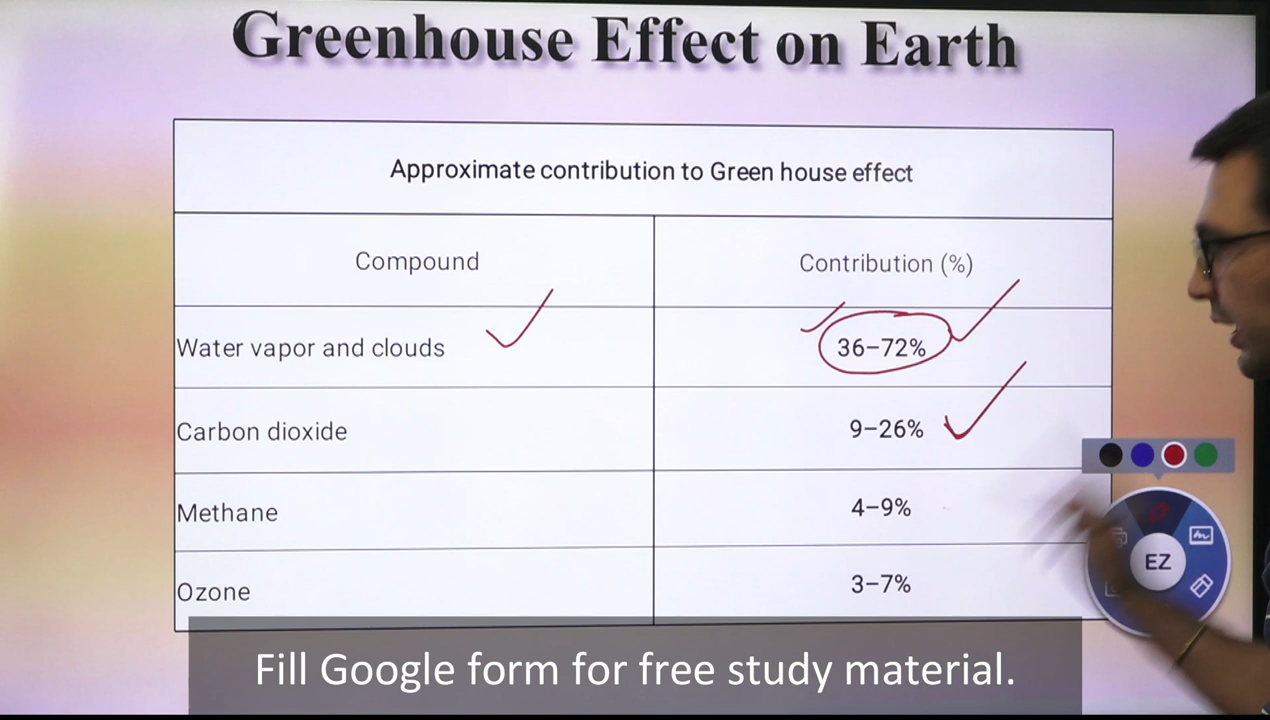 Greenhouse Effect on Earth
Approximate contribution to Green house effect
Compound Contribution (%)
Water vapor and clouds 36–72%
Carbon dioxide 9–26%
Methane 4–9%
Ozone 3–7%
EZ
Fill Google form for free study material.